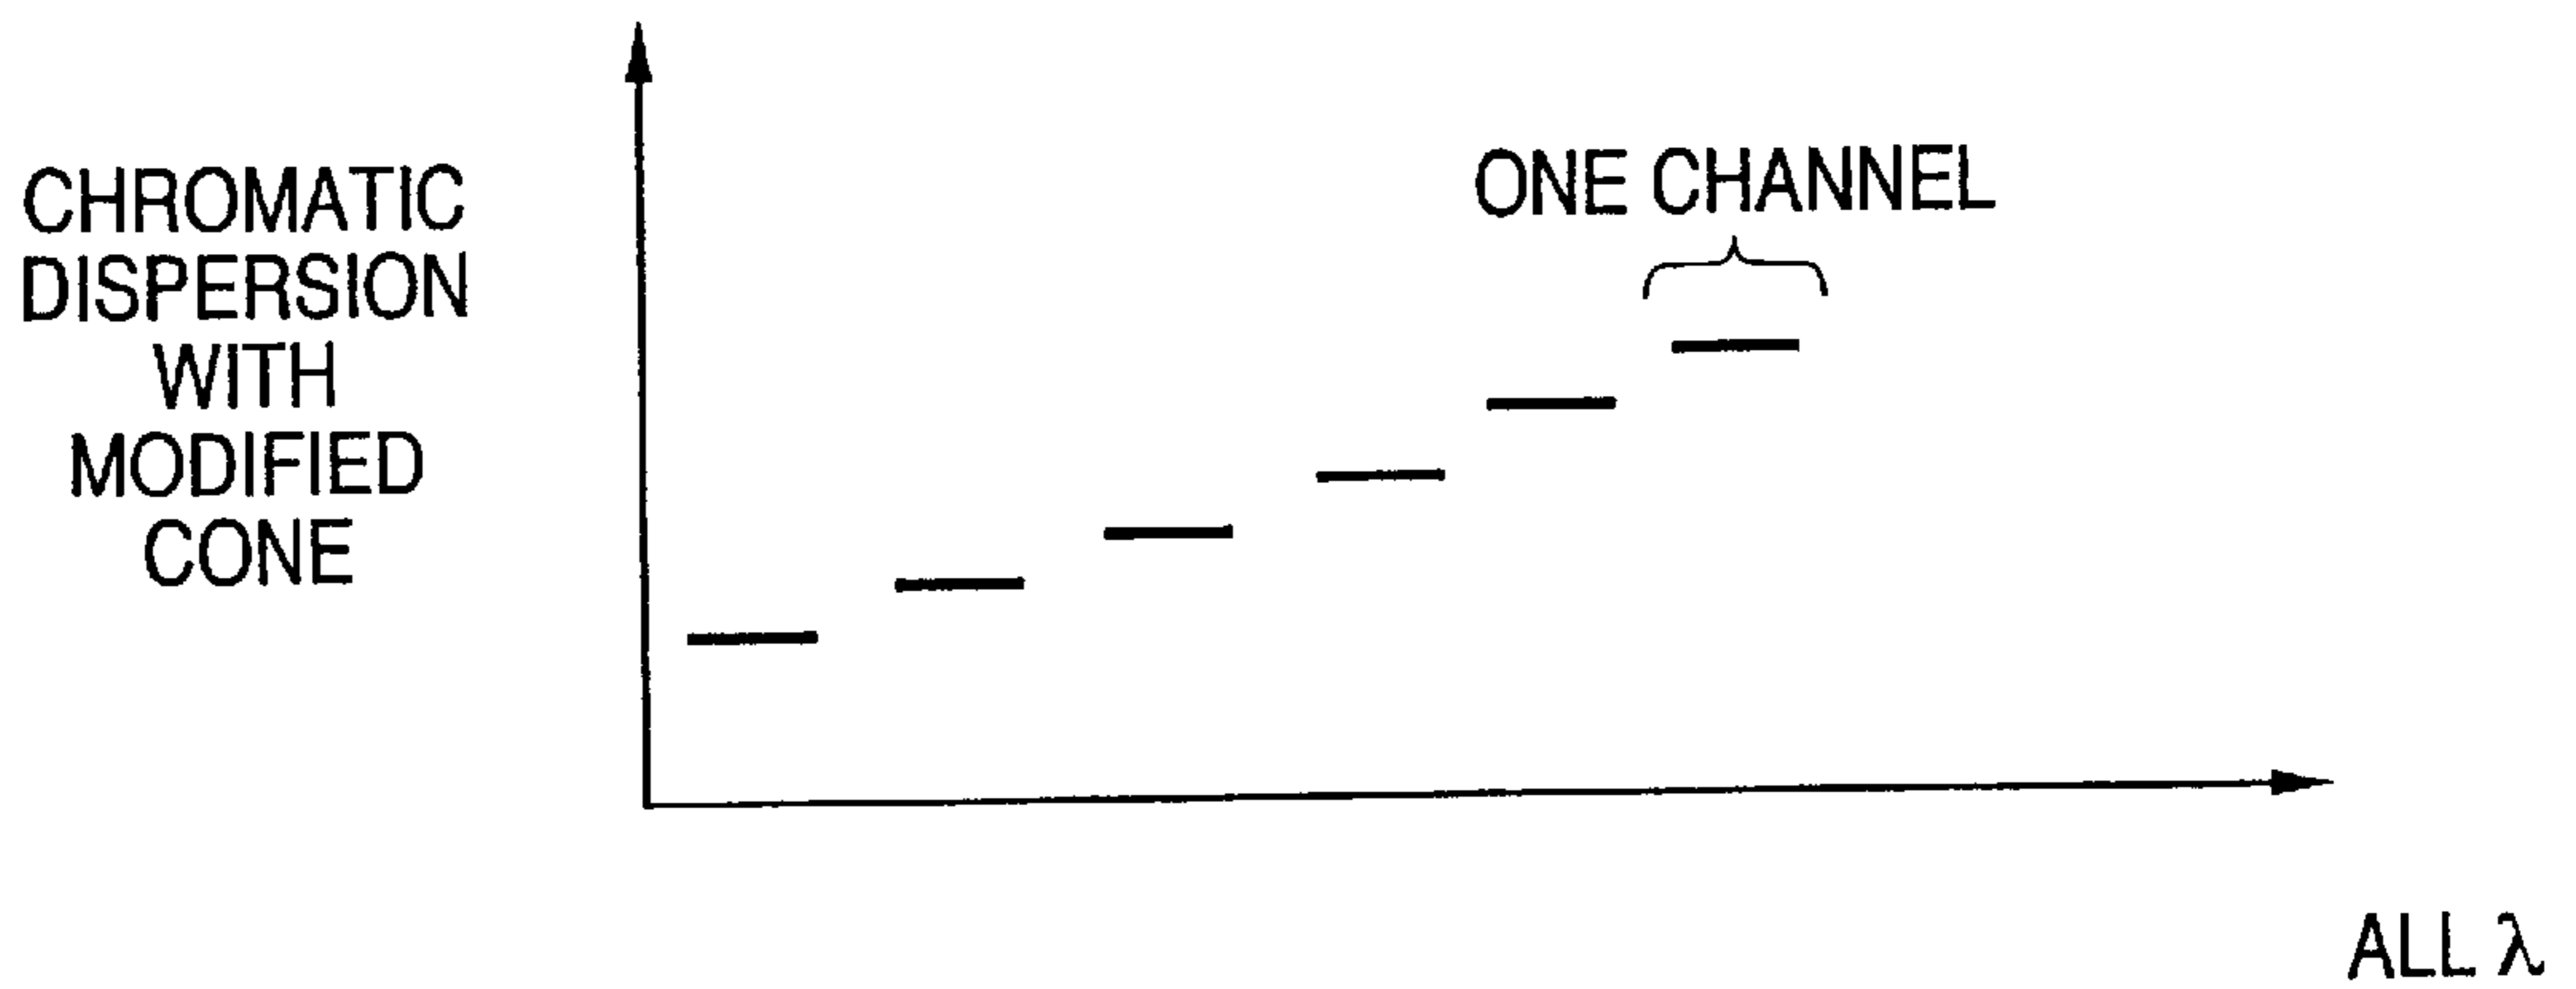 CHROMATIC
DISPERSION
WITH
MODIFIED
CONE
ONE CHANNEL
ALL λ